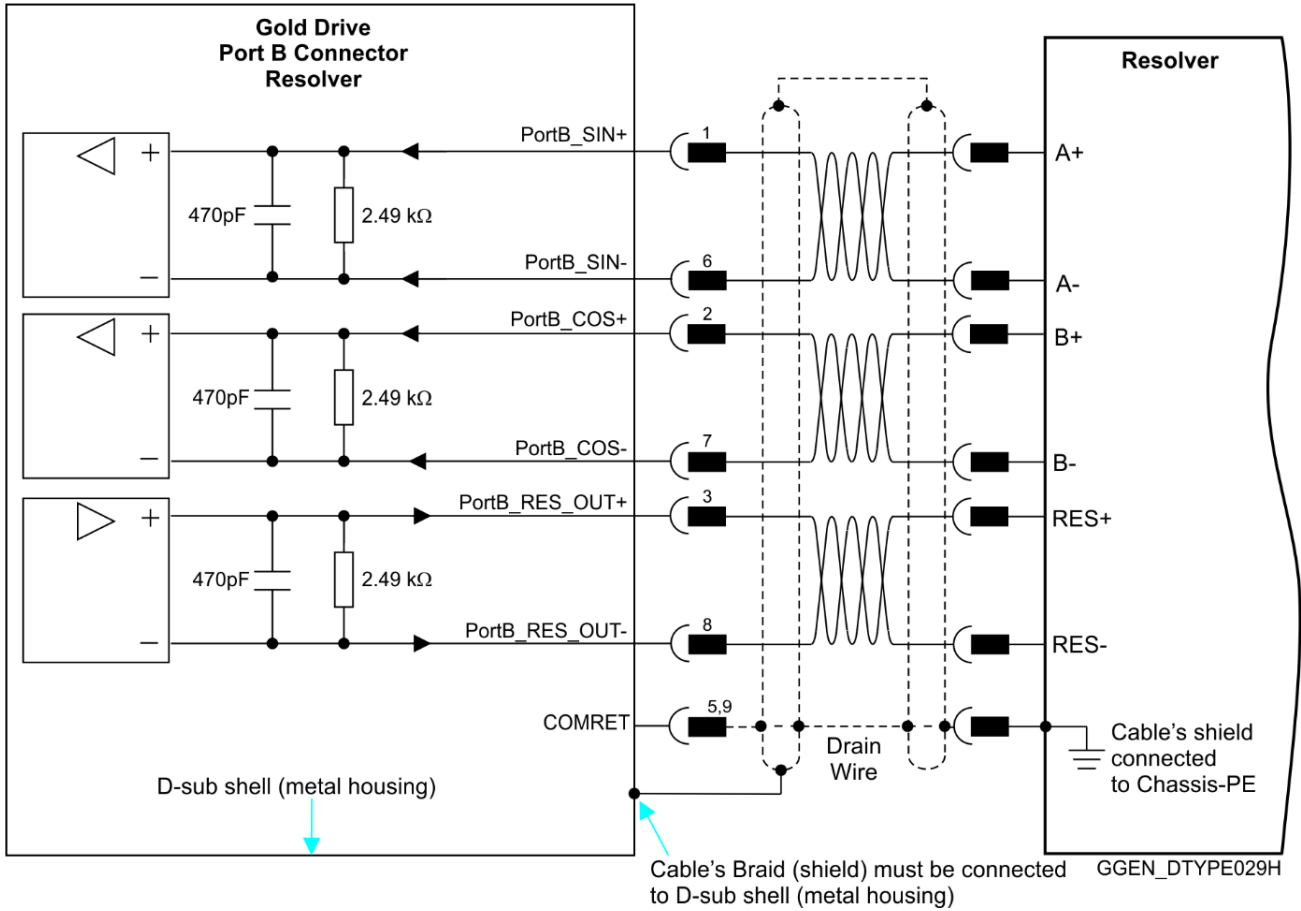 Gold Drive
Port B Connector
Resolver
Resolver
PortB_SIN+
1
+
A+
470pF
2.49 kΩ
PortB_SIN-
6
−
A-
PortB_COS+
2
+
B+
470pF
2.49 kΩ
PortB_COS-
7
−
B-
PortB_RES_OUT+
3
+
RES+
470pF
2.49 kΩ
PortB_RES_OUT-
8
−
RES-
COMRET
5,9
Drain
Wire
Cable's shield
connected
to Chassis-PE
D-sub shell (metal housing)
Cable's Braid (shield) must be connected
to D-sub shell (metal housing)
GGEN_DTYPE029H